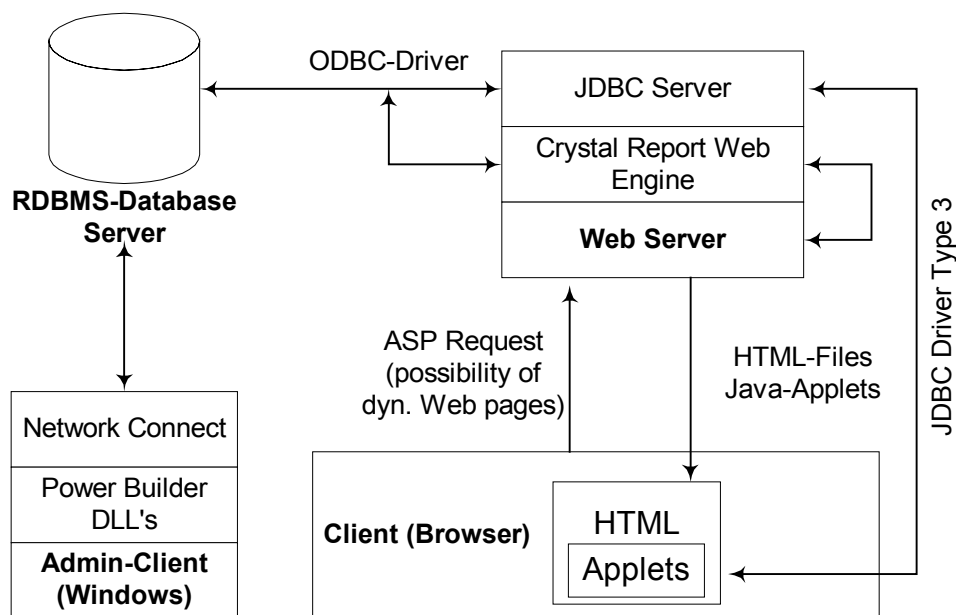 ODBC-Driver
JDBC Server
Crystal Report Web
Engine
Web Server
RDBMS-Database
Server
JDBC Driver Type 3
ASP Request
(possibility of
dyn. Web pages)
HTML-Files
Java-Applets
Network Connect
Power Builder
DLL's
Admin-Client
(Windows)
Client (Browser)
HTML
Applets